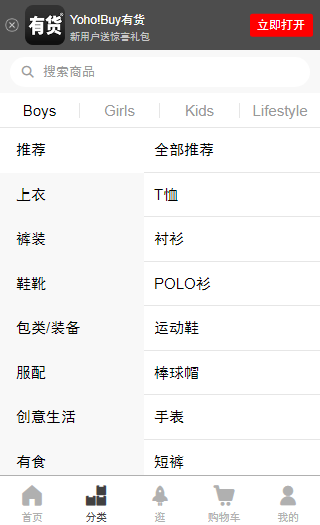 有货
Yoho!Buy有货
新用户送惊喜礼包
立即打开
搜索商品
Boys Girls Kids Lifestyle
推荐 全部推荐
上衣 T恤
裤装 衬衫
鞋靴 POLO衫
包类/装备 运动鞋
服配 棒球帽
创意生活 手表
有食 短裤
首页 分类 逛 购物车 我的